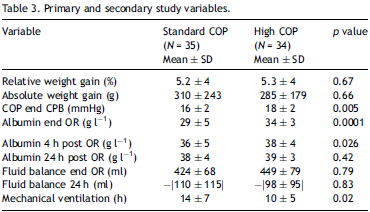 Table 3. Primary and secondary study variables.
Variable Standard COP High COP p value
(N = 35) (N = 34)
Mean ± SD Mean ± SD
Relative weight gain (%) 5.2 ± 4 5.3 ± 4 0.67
Absolute weight gain (g) 310 ± 243 285 ± 179 0.66
COP end CPB (mmHg) 16 ± 2 18 ± 2 0.005
Albumin end OR (g l⁻¹) 29 ± 5 34 ± 3 0.0001
Albumin 4 h post OR (g l⁻¹) 36 ± 5 38 ± 4 0.026
Albumin 24 h post OR (g l⁻¹) 38 ± 4 39 ± 3 0.42
Fluid balance end OR (ml) 424 ± 68 449 ± 79 0.79
Fluid balance 24 h (ml) −|110 ± 115| −|98 ± 95| 0.83
Mechanical ventilation (h) 14 ± 7 10 ± 5 0.02